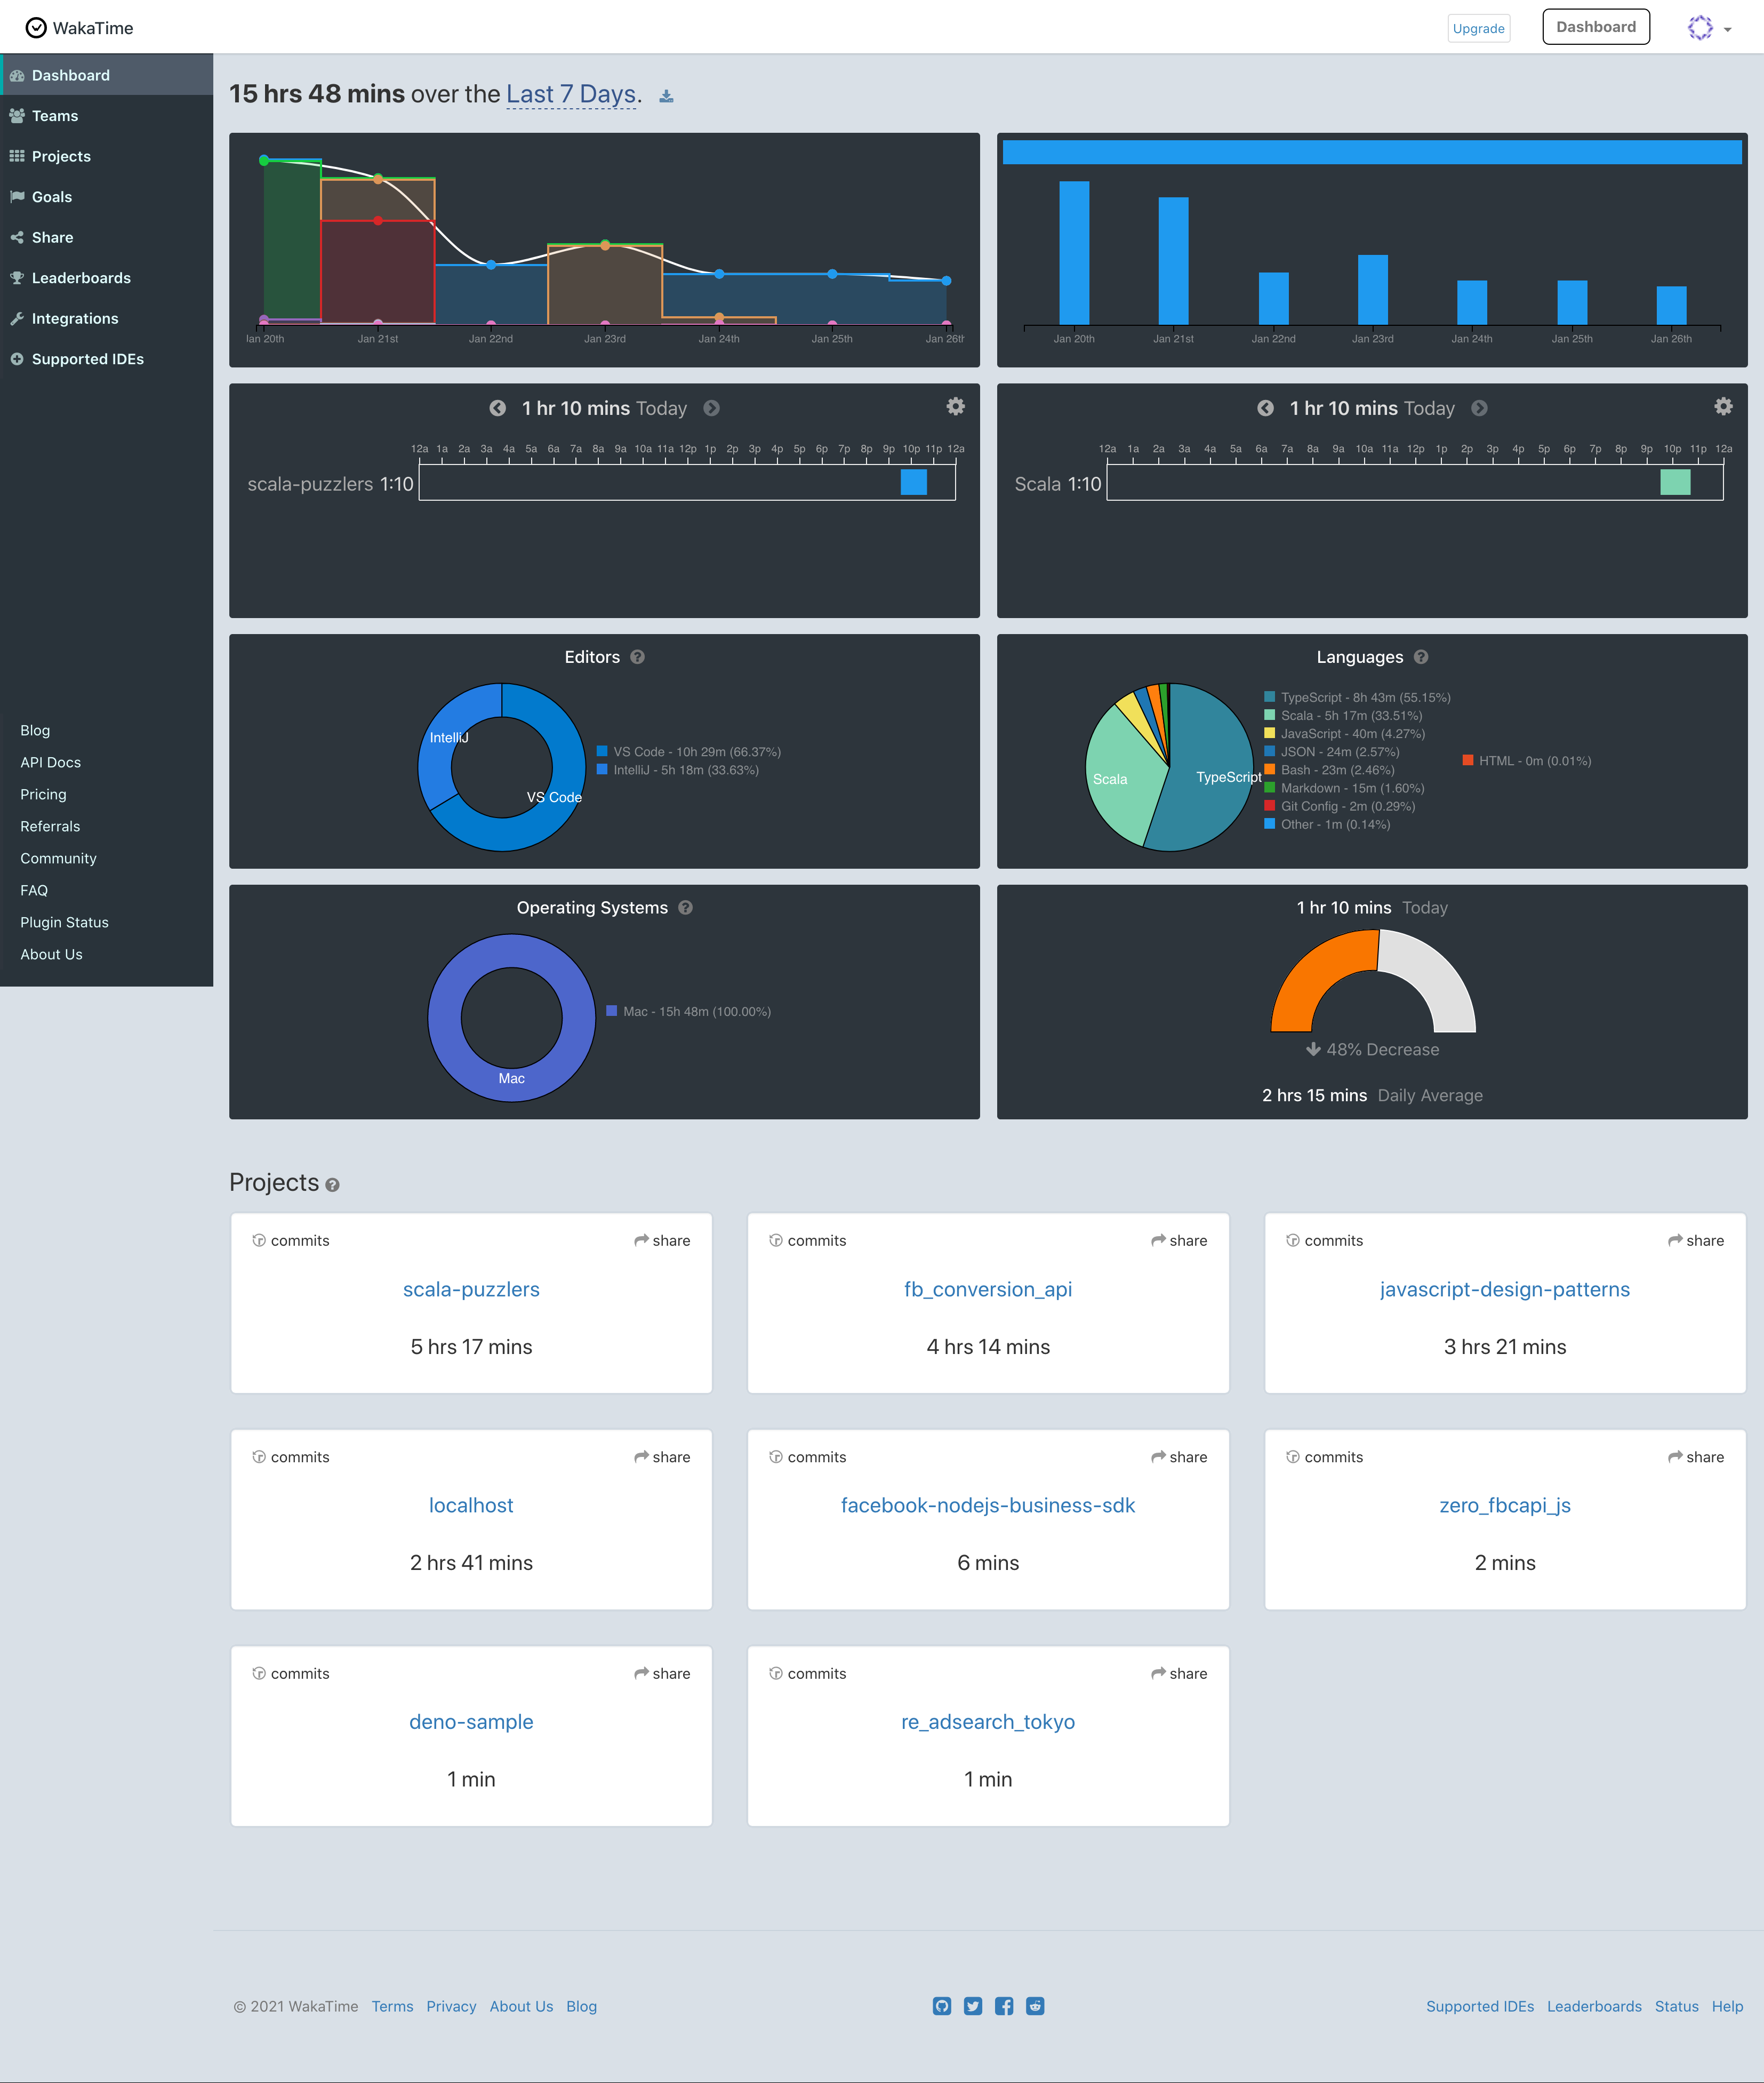 WakaTime
Upgrade
Dashboard
Dashboard
Teams
Projects
Goals
Share
Leaderboards
Integrations
Supported IDEs
Blog
API Docs
Pricing
Referrals
Community
FAQ
Plugin Status
About Us
15 hrs 48 mins over the Last 7 Days.
Jan 20th Jan 21st Jan 22nd Jan 23rd Jan 24th Jan 25th Jan 26th
Jan 20th Jan 21st Jan 22nd Jan 23rd Jan 24th Jan 25th Jan 26th
1 hr 10 mins Today
12a 1a 2a 3a 4a 5a 6a 7a 8a 9a 10a 11a 12p 1p 2p 3p 4p 5p 6p 7p 8p 9p 10p 11p 12a
scala-puzzlers 1:10
1 hr 10 mins Today
12a 1a 2a 3a 4a 5a 6a 7a 8a 9a 10a 11a 12p 1p 2p 3p 4p 5p 6p 7p 8p 9p 10p 11p 12a
Scala 1:10
Editors
IntelliJ
VS Code
VS Code - 10h 29m (66.37%)
IntelliJ - 5h 18m (33.63%)
Languages
Scala
TypeScript
TypeScript - 8h 43m (55.15%)
Scala - 5h 17m (33.51%)
JavaScript - 40m (4.27%)
JSON - 24m (2.57%)
Bash - 23m (2.46%)
Markdown - 15m (1.60%)
Git Config - 2m (0.29%)
Other - 1m (0.14%)
HTML - 0m (0.01%)
Operating Systems
Mac
Mac - 15h 48m (100.00%)
1 hr 10 mins Today
48% Decrease
2 hrs 15 mins Daily Average
Projects
commits share
scala-puzzlers
5 hrs 17 mins
commits share
fb_conversion_api
4 hrs 14 mins
commits share
javascript-design-patterns
3 hrs 21 mins
commits share
localhost
2 hrs 41 mins
commits share
facebook-nodejs-business-sdk
6 mins
commits share
zero_fbcapi_js
2 mins
commits share
deno-sample
1 min
commits share
re_adsearch_tokyo
1 min
© 2021 WakaTime Terms Privacy About Us Blog
Supported IDEs Leaderboards Status Help